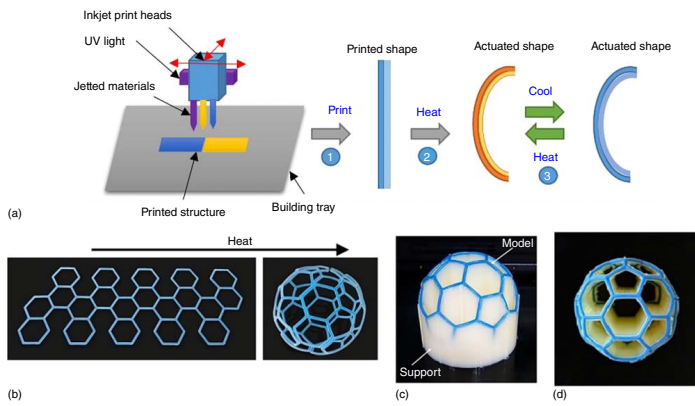 Inkjet print heads
UV light
Jetted materials
Printed structure
Building tray
Print
1
Printed shape
Heat
2
Actuated shape
Cool
Heat
3
Actuated shape
(a)
Heat
(b)
Model
Support
(c)
(d)